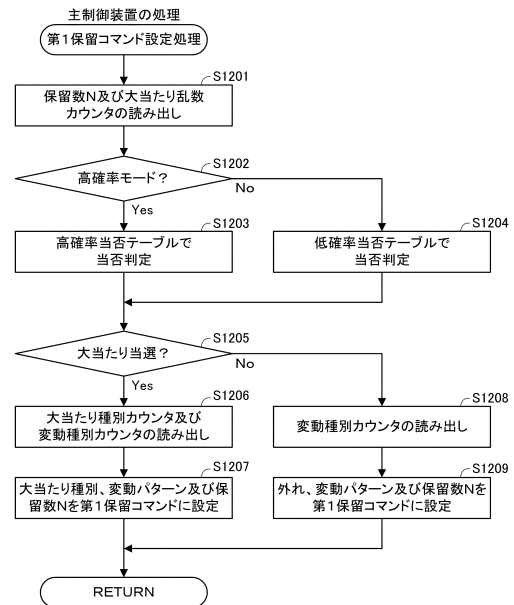 主制御装置の処理
第1保留コマンド設定処理
S1201
保留数N及び大当たり乱数
カウンタの読み出し
S1202
高確率モード?
No
Yes
S1203
高確率当否テーブルで
当否判定
S1204
低確率当否テーブルで
当否判定
S1205
大当たり当選?
No
Yes
S1206
大当たり種別カウンタ及び
変動種別カウンタの読み出し
S1208
変動種別カウンタの読み出し
S1207
大当たり種別、変動パターン及び保
留数Nを第1保留コマンドに設定
S1209
外れ、変動パターン及び保留数Nを
第1保留コマンドに設定
RETURN